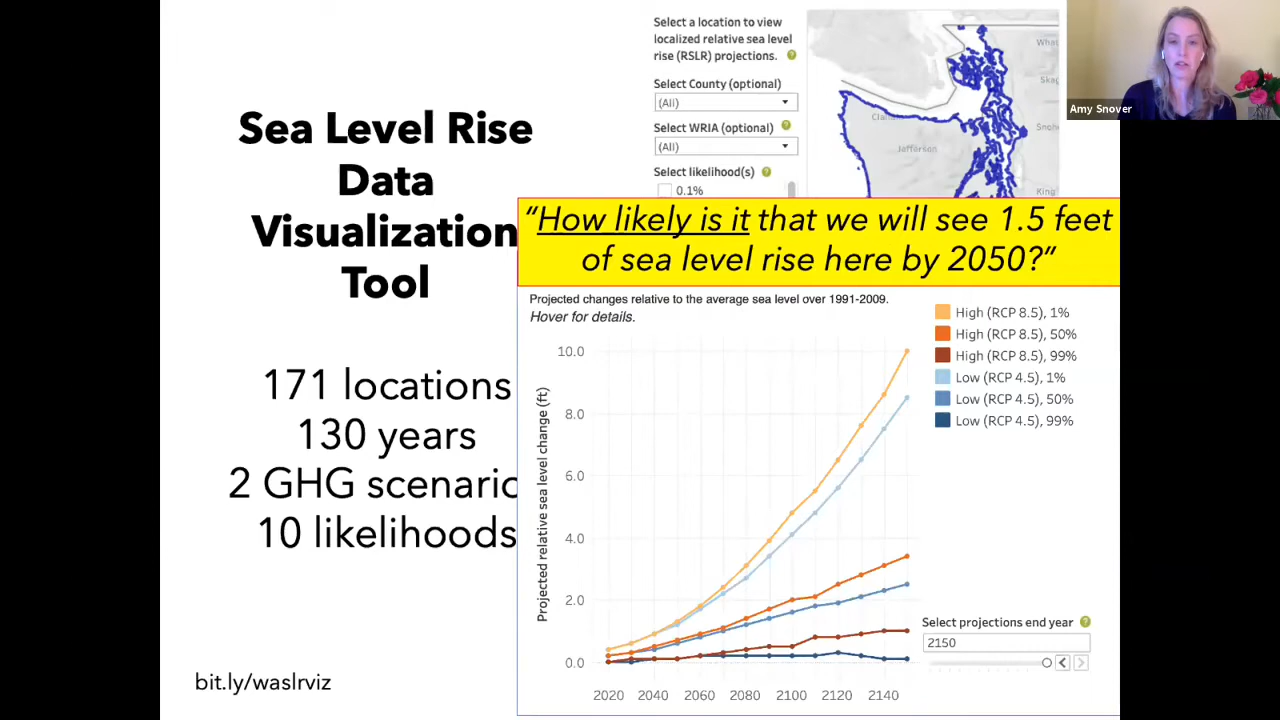 Sea Level Rise
Data
Visualization
Tool
171 locations
130 years
2 GHG scenaric
10 likelihoods
bit.ly/waslrviz
Select a location to view
localized relative sea level
rise (RSLR) projections. ?
Select County (optional)
(All)
Select WRIA (optional) ?
(All)
Select likelihood(s) ?
0.1%
Clall
Jefferson
What
Skag
Snoho
King
Amy Snover
“How likely is it that we will see 1.5 feet
of sea level rise here by 2050?”
Projected changes relative to the average sea level over 1991-2009.
Hover for details.
Projected relative sea level change (ft)
10.0
8.0
6.0
4.0
2.0
0.0
2020 2040 2060 2080 2100 2120 2140
High (RCP 8.5), 1%
High (RCP 8.5), 50%
High (RCP 8.5), 99%
Low (RCP 4.5), 1%
Low (RCP 4.5), 50%
Low (RCP 4.5), 99%
Select projections end year ?
2150